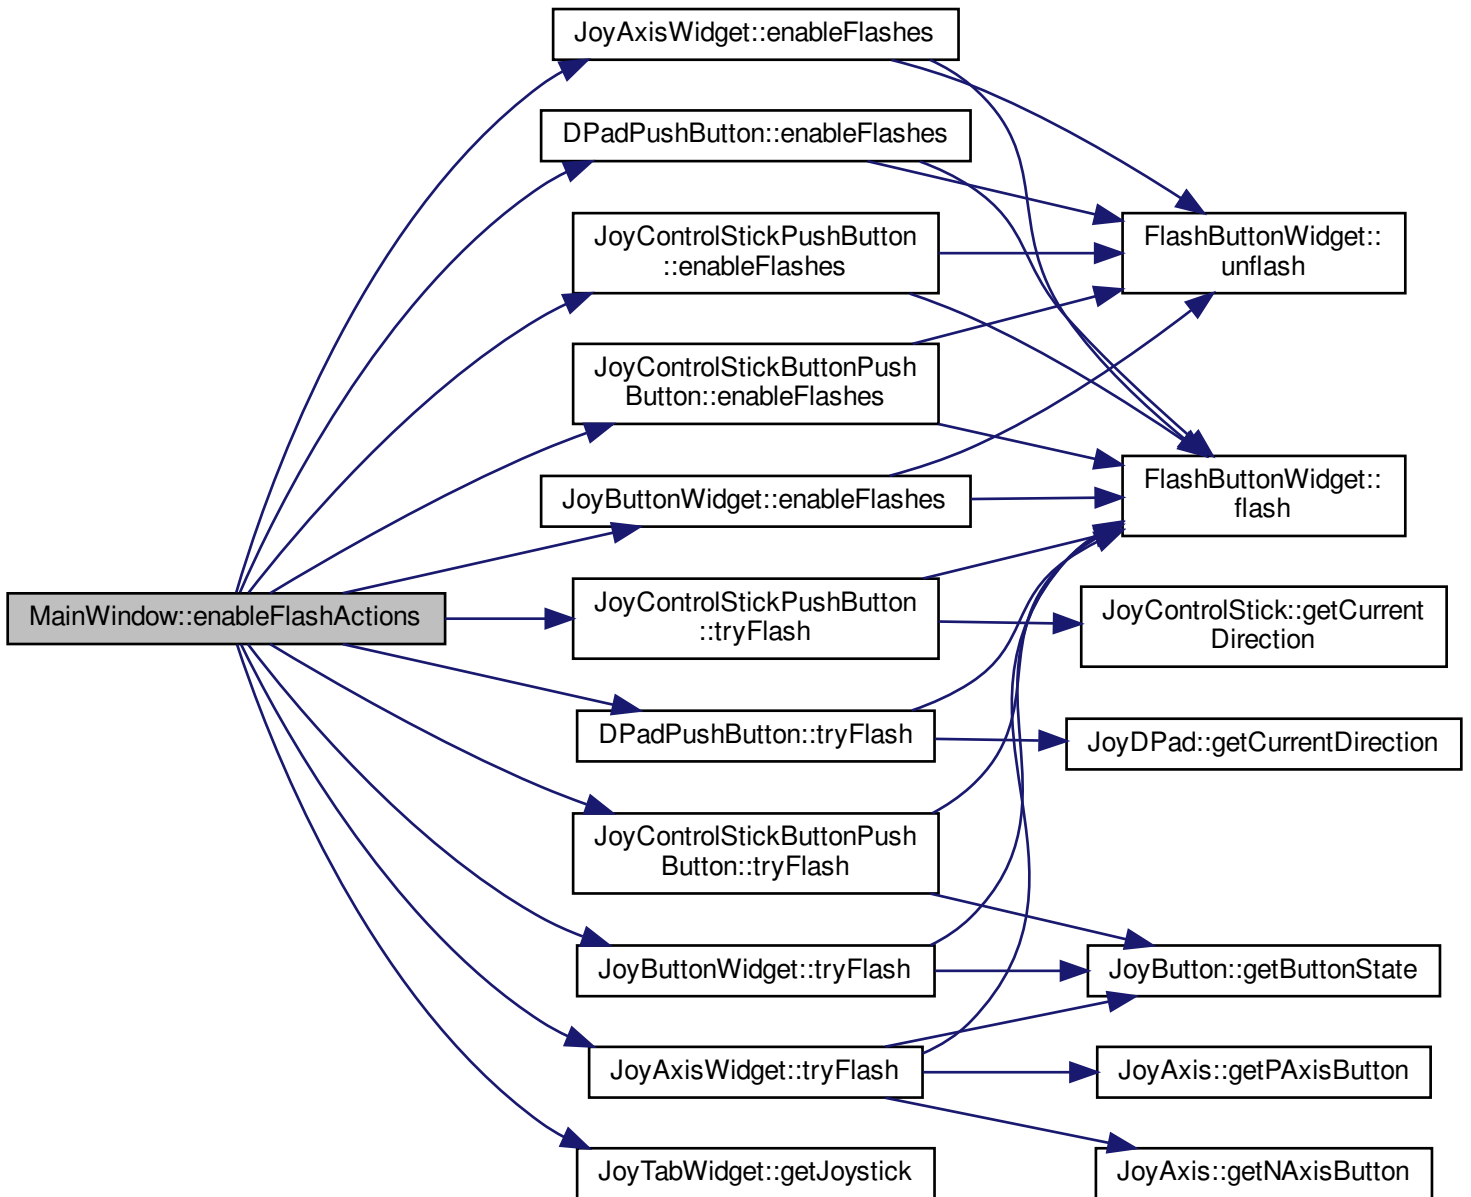 JoyAxisWidget::enableFlashes
DPadPushButton::enableFlashes
JoyControlStickPushButton
::enableFlashes
FlashButtonWidget::
unflash
JoyControlStickButtonPush
Button::enableFlashes
JoyButtonWidget::enableFlashes
FlashButtonWidget::
flash
MainWindow::enableFlashActions
JoyControlStickPushButton
::tryFlash
JoyControlStick::getCurrent
Direction
DPadPushButton::tryFlash
JoyDPad::getCurrentDirection
JoyControlStickButtonPush
Button::tryFlash
JoyButtonWidget::tryFlash
JoyButton::getButtonState
JoyAxisWidget::tryFlash
JoyAxis::getPAxisButton
JoyTabWidget::getJoystick
JoyAxis::getNAxisButton